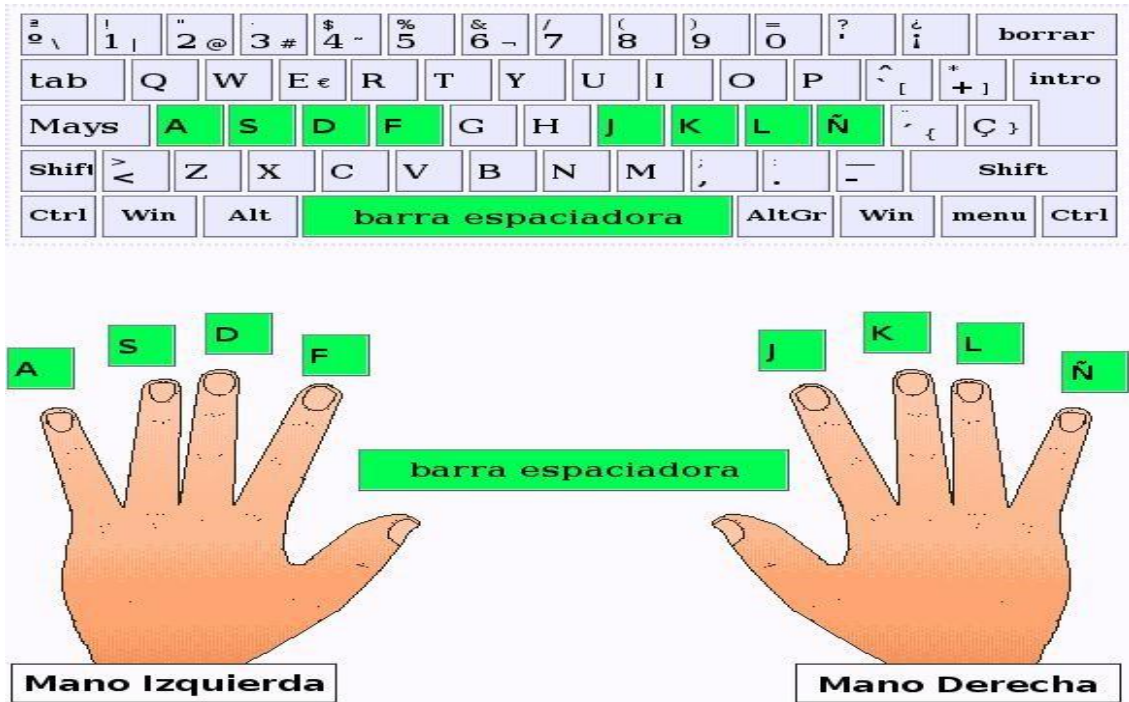 ª º \ ! 1 | " 2 @ · 3 # $ 4 ~ % 5 & 6 ¬ / 7 ( 8 ) 9 = 0 ? ' ¿ ¡ borrar
tab Q W E € R T Y U I O P ^ ` [ * + ] intro
Mays A S D F G H J K L Ñ ¨ ´ { Ç }
Shift > < Z X C V B N M ; , : . _ - Shift
Ctrl Win Alt barra espaciadora AltGr Win menu Ctrl
A S D F J K L Ñ
barra espaciadora
Mano Izquierda Mano Derecha